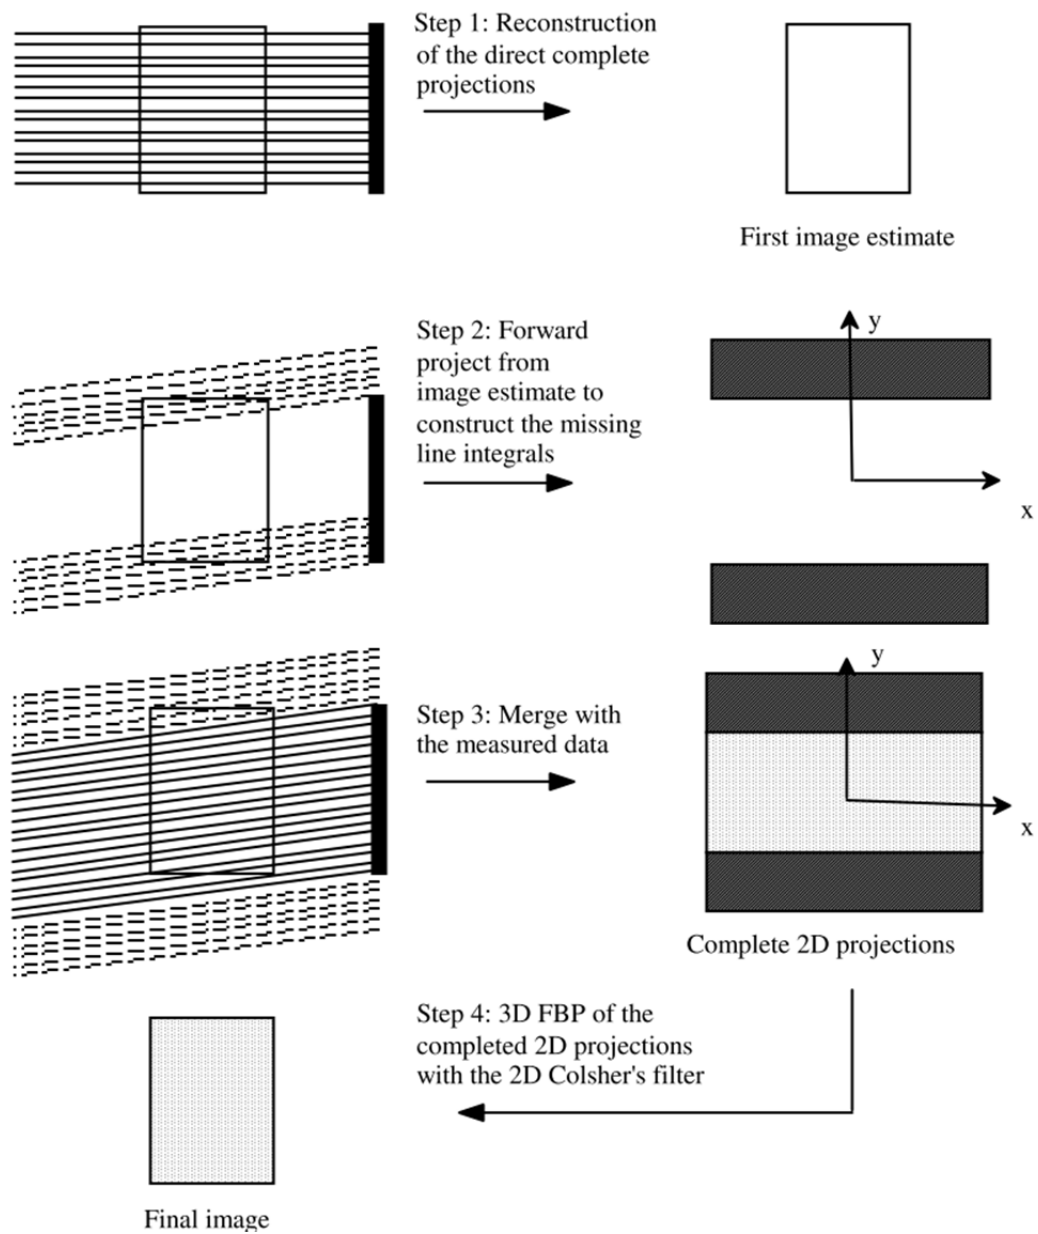 Step 1: Reconstruction
of the direct complete
projections
First image estimate
Step 2: Forward
project from
image estimate to
construct the missing
line integrals
y
x
Step 3: Merge with
the measured data
y
x
Complete 2D projections
Step 4: 3D FBP of the
completed 2D projections
with the 2D Colsher's filter
Final image